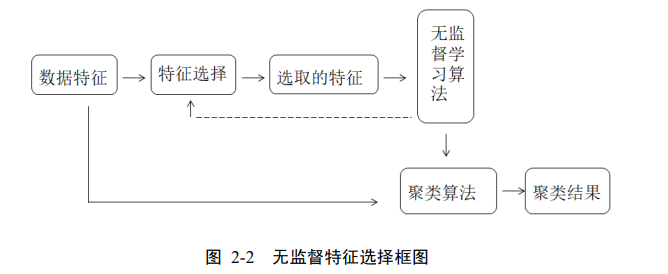 数据特征
特征选择
选取的特征
无监
督学
习算
法
聚类算法
聚类结果
图 2-2 无监督特征选择框图